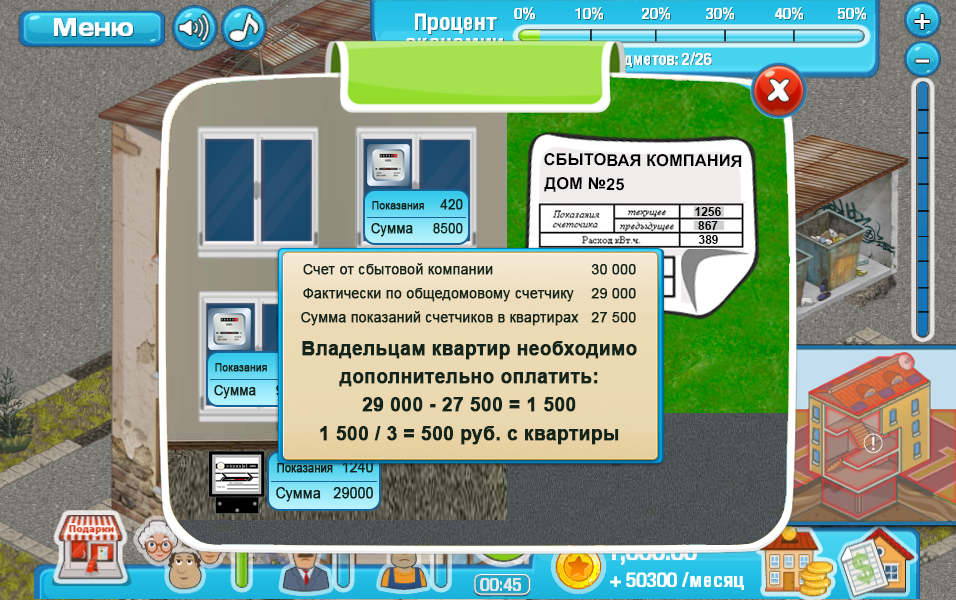 Меню
Процент
0% 10% 20% 30% 40% 50%
2/26
СБЫТОВАЯ КОМПАНИЯ
ДОМ №25
Показания счетчика
текущее 1256
предыдущее 867
Расход кВт.ч. 389
Показания 420
Сумма 8500
Показания
Сумма
Счет от сбытовой компании 30 000
Фактически по общедомовому счетчику 29 000
Сумма показаний счетчиков в квартирах 27 500
Владельцам квартир необходимо
дополнительно оплатить:
29 000 - 27 500 = 1 500
1 500 / 3 = 500 руб. с квартиры
Показания 1240
Сумма 29000
Подарки
00:45
+ 50300 /месяц